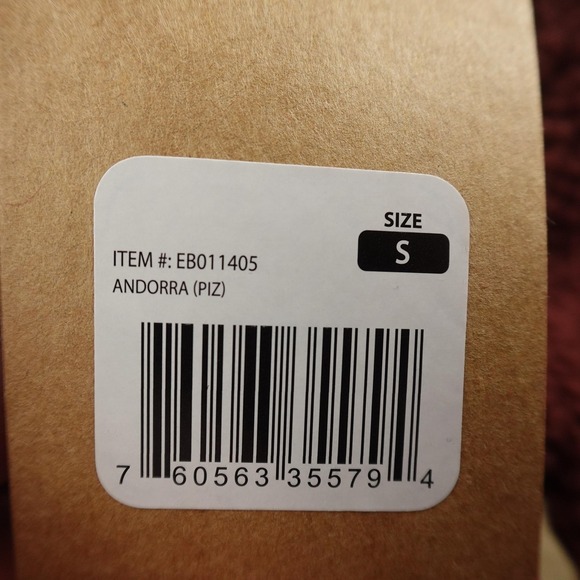 SIZE
S
ITEM #: EB011405
ANDORRA (PIZ)
7 60563 35579 4